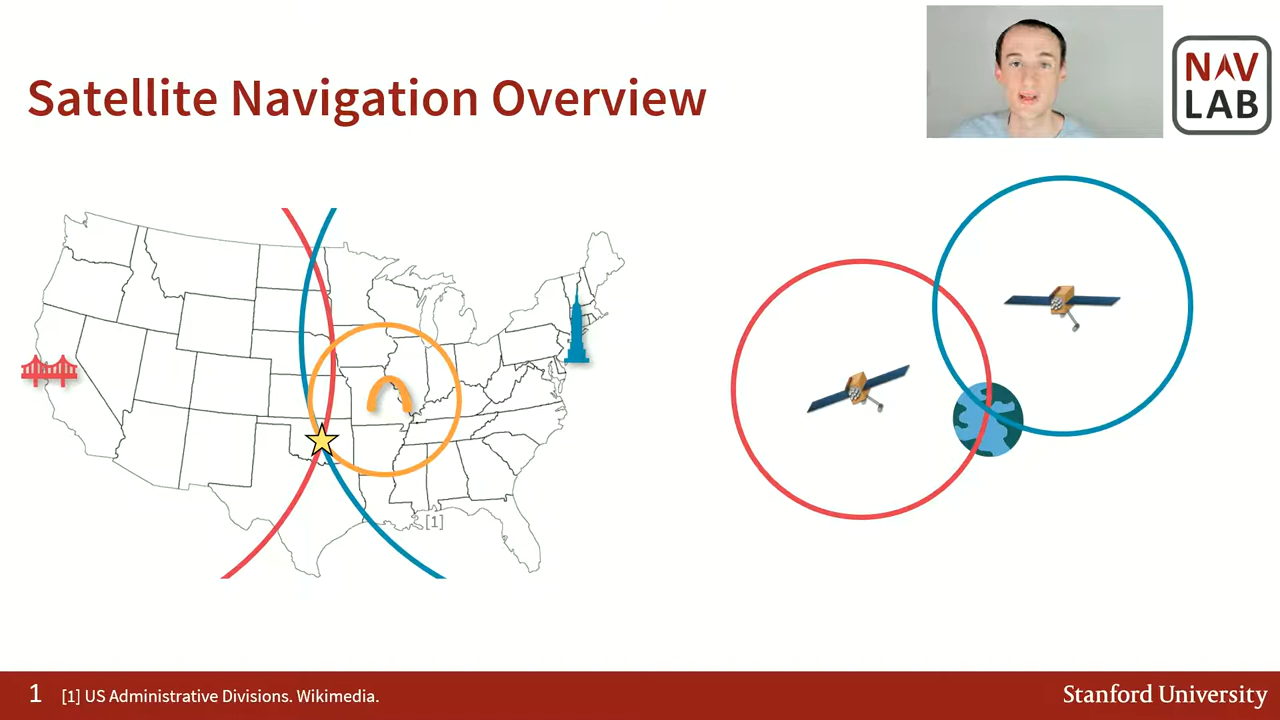 Satellite Navigation Overview
NAV
LAB
[1]
1 [1] US Administrative Divisions. Wikimedia.
Stanford University